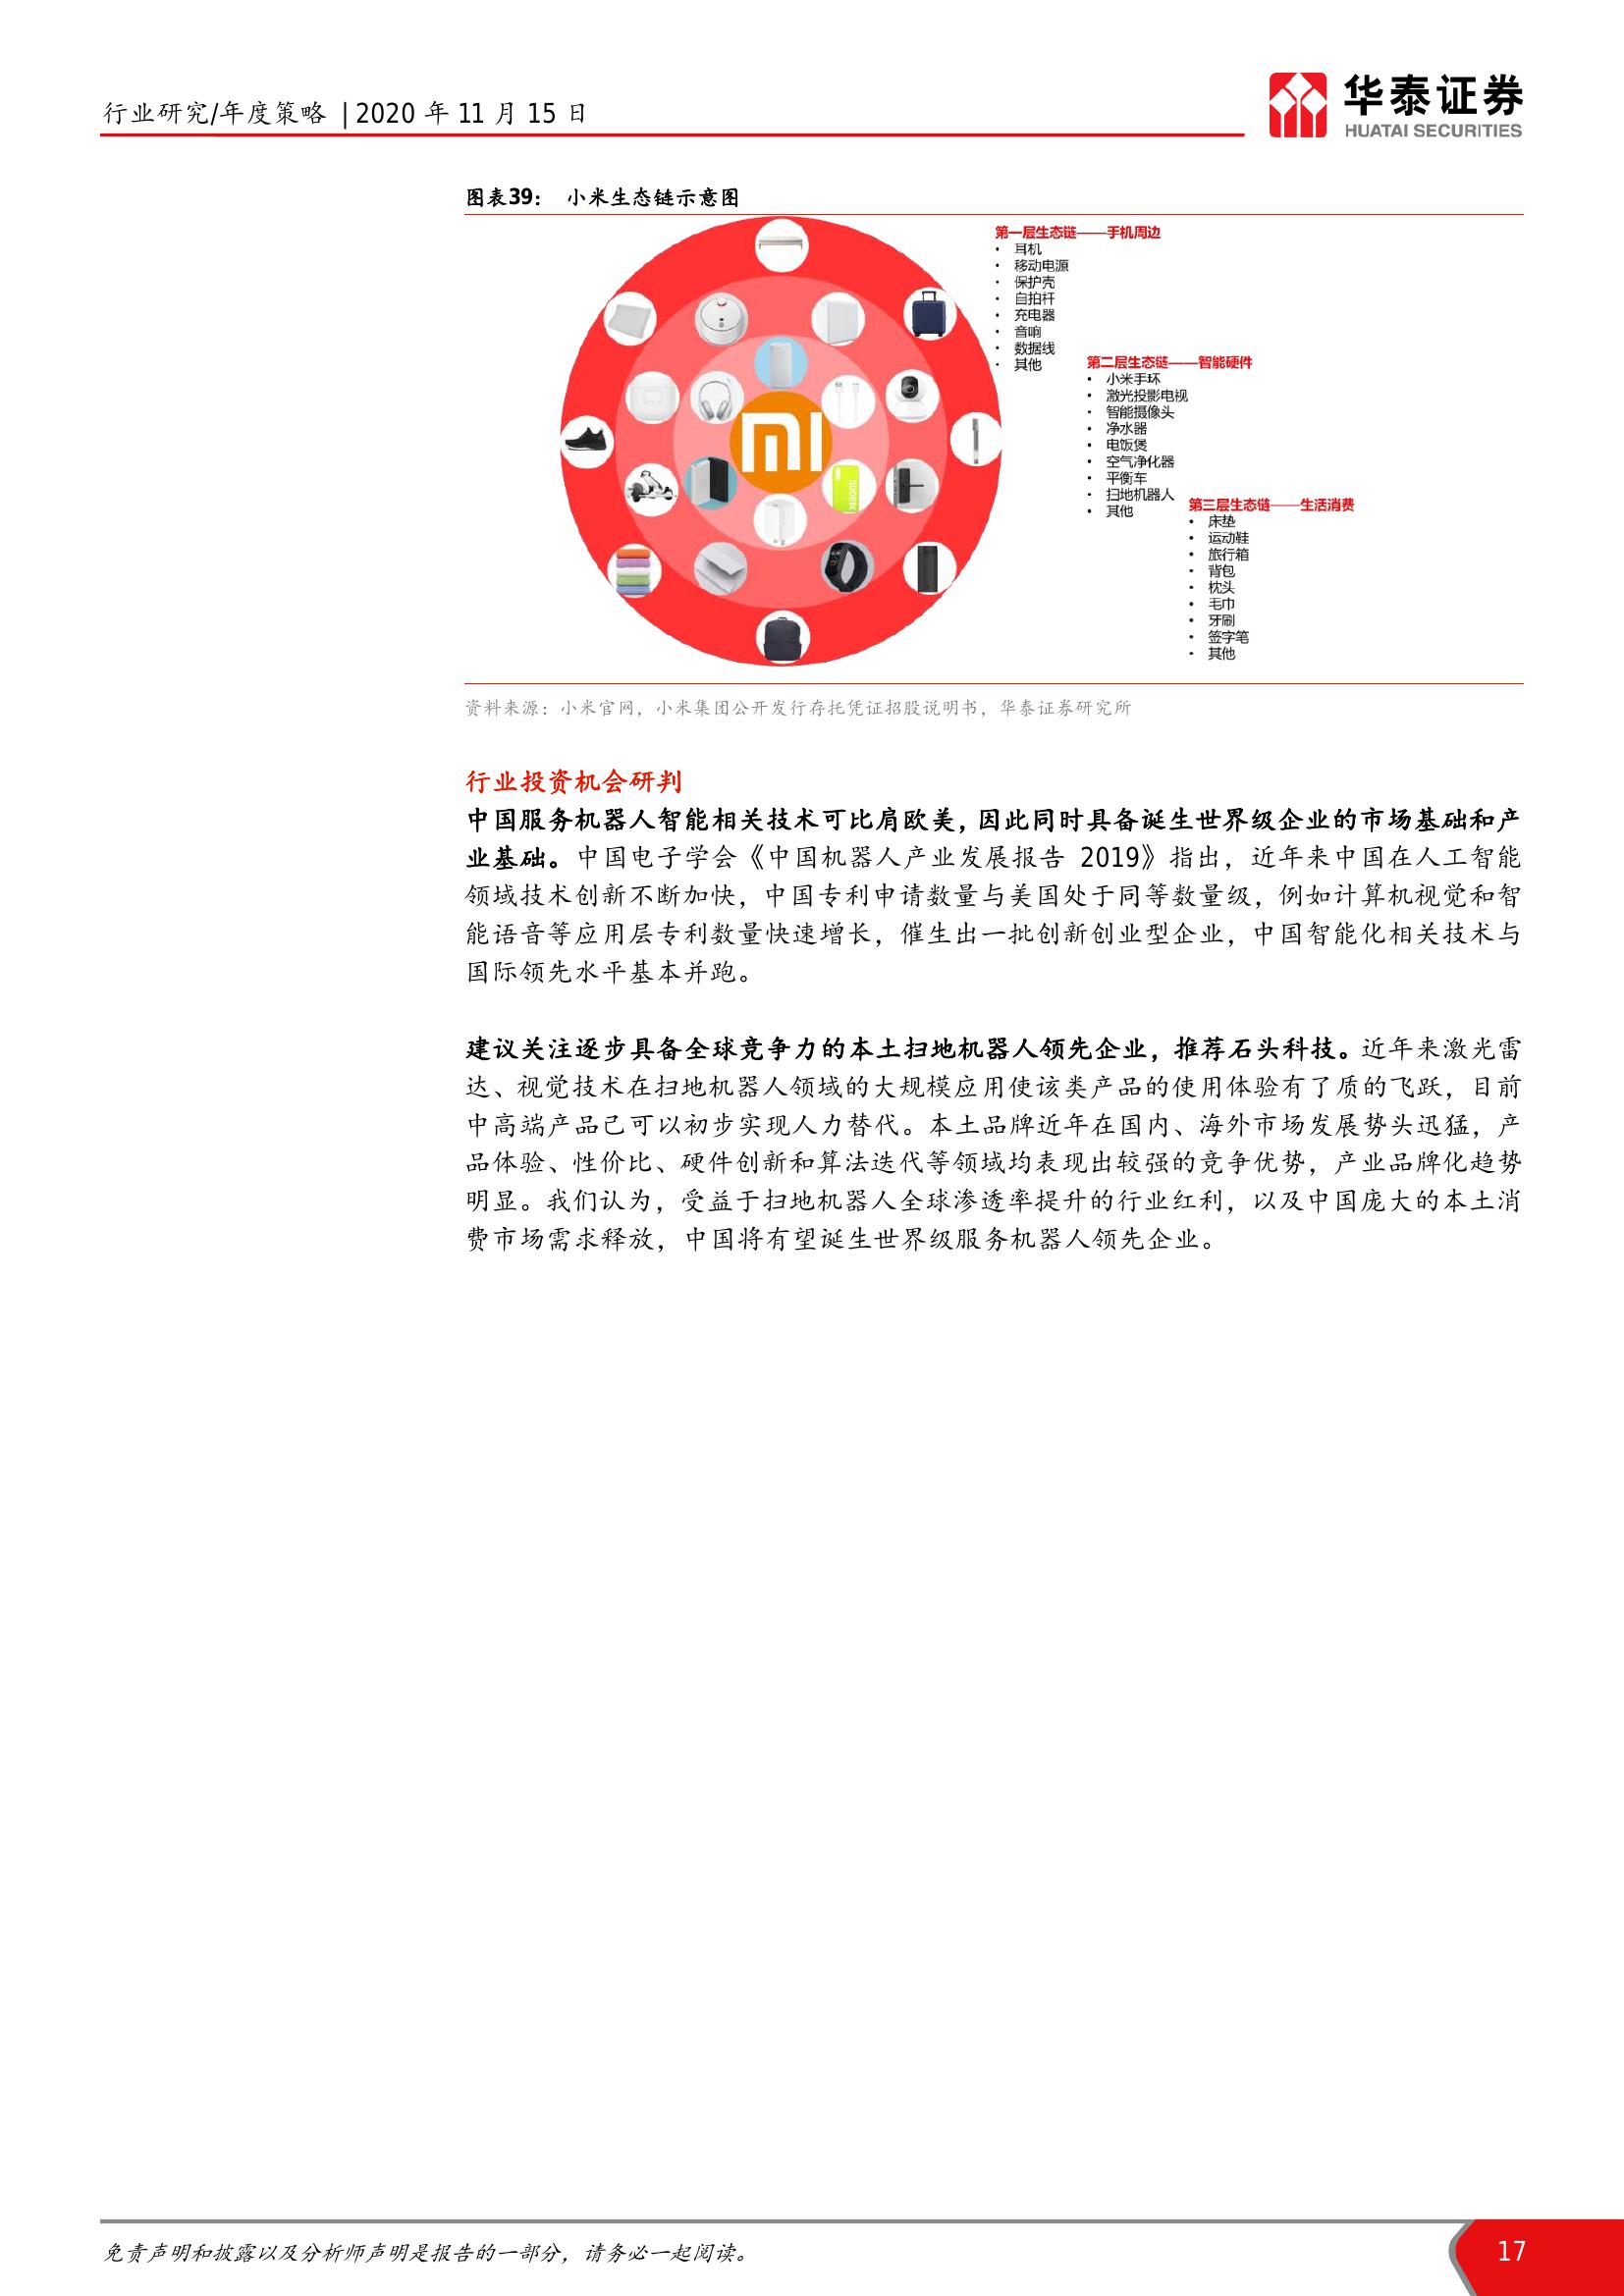 行业研究/年度策略 | 2020 年 11 月 15 日
华泰证券
HUATAI SECURITIES
图表39： 小米生态链示意图
mi
第一层生态链——手机周边
• 耳机
• 移动电源
• 保护壳
• 自拍杆
• 充电器
• 音响
• 数据线
• 其他
第二层生态链——智能硬件
• 小米手环
• 激光投影电视
• 智能摄像头
• 净水器
• 电饭煲
• 空气净化器
• 平衡车
• 扫地机器人
• 其他
第三层生态链——生活消费
• 床垫
• 运动鞋
• 旅行箱
• 背包
• 枕头
• 毛巾
• 牙刷
• 签字笔
• 其他
资料来源：小米官网，小米集团公开发行存托凭证招股说明书，华泰证券研究所
行业投资机会研判
中国服务机器人智能相关技术可比肩欧美，因此同时具备诞生世界级企业的市场基础和产
业基础。中国电子学会《中国机器人产业发展报告 2019》指出，近年来中国在人工智能
领域技术创新不断加快，中国专利申请数量与美国处于同等数量级，例如计算机视觉和智
能语音等应用层专利数量快速增长，催生出一批创新创业型企业，中国智能化相关技术与
国际领先水平基本并跑。
建议关注逐步具备全球竞争力的本土扫地机器人领先企业，推荐石头科技。近年来激光雷
达、视觉技术在扫地机器人领域的大规模应用使该类产品的使用体验有了质的飞跃，目前
中高端产品已可以初步实现人力替代。本土品牌近年在国内、海外市场发展势头迅猛，产
品体验、性价比、硬件创新和算法迭代等领域均表现出较强的竞争优势，产业品牌化趋势
明显。我们认为，受益于扫地机器人全球渗透率提升的行业红利，以及中国庞大的本土消
费市场需求释放，中国将有望诞生世界级服务机器人领先企业。
免责声明和披露以及分析师声明是报告的一部分，请务必一起阅读。
17